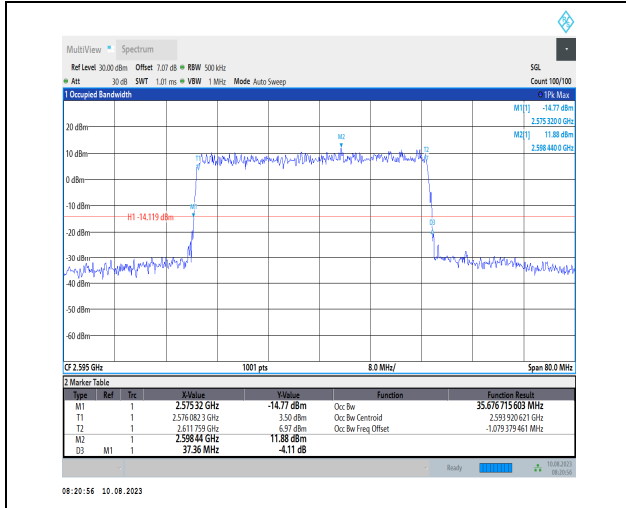 MultiView Spectrum
Ref Level 30.00 dBm Offset 7.07 dB RBW 500 kHz SGL
Att 30 dB SWT 1.01 ms VBW 1 MHz Mode Auto Sweep Count 100/100
1 Occupied Bandwidth 1Pk Max
M1[1] -14.77 dBm
2.575 320 0 GHz
M2[1] 11.88 dBm
2.598 440 0 GHz
20 dBm
M2
T2
10 dBm
T1
0 dBm
-10 dBm
M1
H1 -14.119 dBm
D3
-20 dBm
-30 dBm
-40 dBm
-50 dBm
-60 dBm
CF 2.595 GHz 1001 pts 8.0 MHz/ Span 80.0 MHz
2 Marker Table
Type Ref Trc X-Value Y-Value Function Function Result
M1 1 2.575 32 GHz -14.77 dBm Occ Bw 35.676 715 603 MHz
T1 1 2.576 082 3 GHz 3.50 dBm Occ Bw Centroid 2.593 920 621 GHz
T2 1 2.611 759 GHz 6.97 dBm Occ Bw Freq Offset -1.079 379 461 MHz
M2 1 2.598 44 GHz 11.88 dBm
D3 M1 1 37.36 MHz -4.11 dB
Ready 10.08.2023
08:20:56
08:20:56 10.08.2023